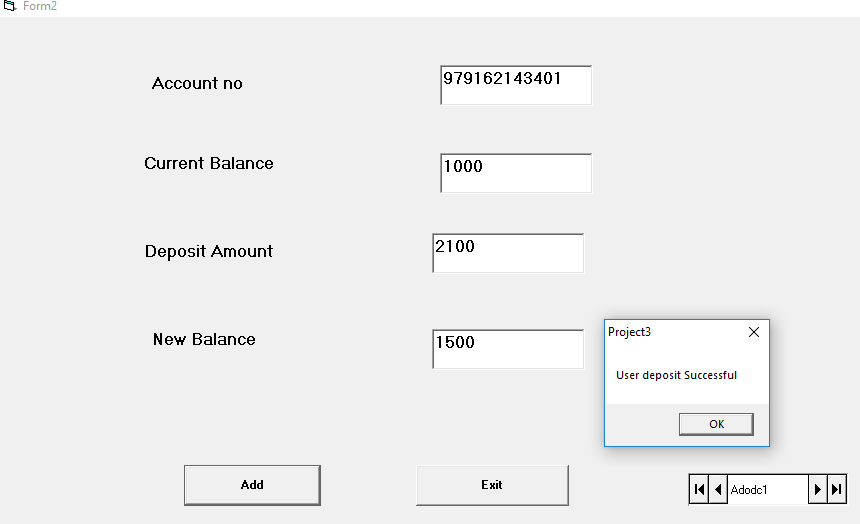 Form2
Account no
979162143401
Current Balance
1000
Deposit Amount
2100
New Balance
1500
Project3
User deposit Successful
OK
Add
Exit
Adodc1